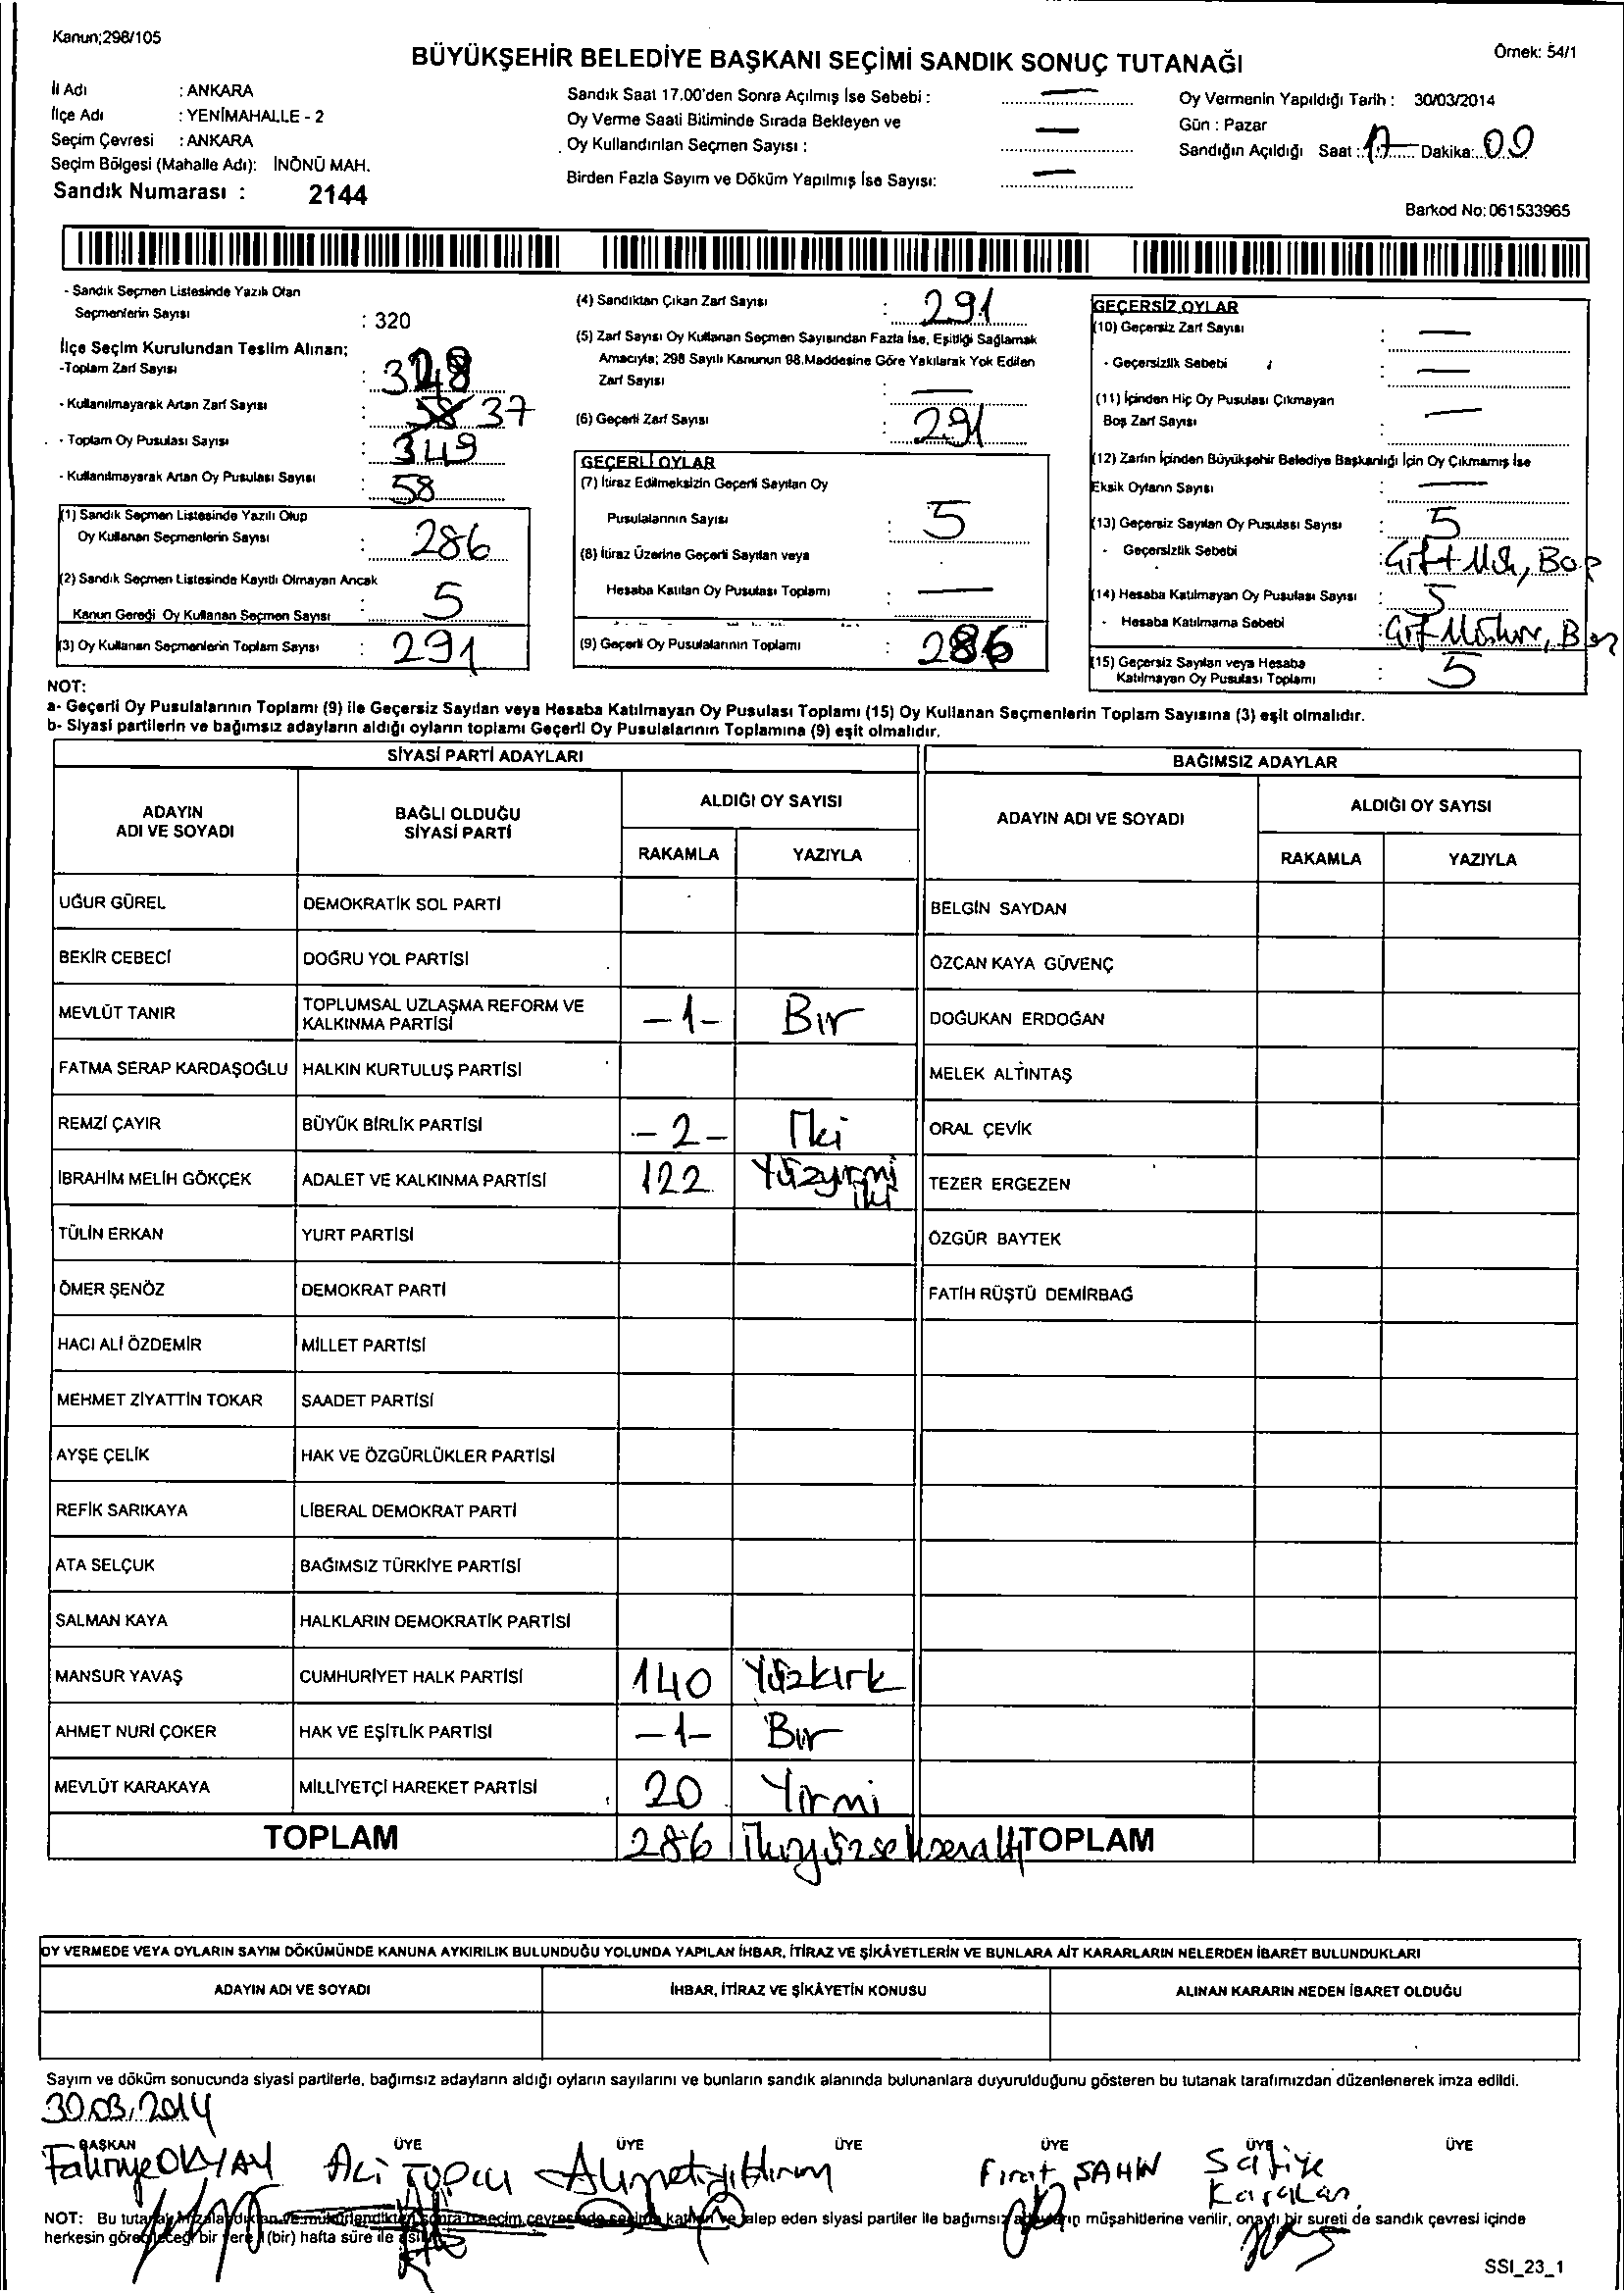 Kanun;298/105
BÜYÜKŞEHİR BELEDİYE BAŞKANI SEÇİMİ SANDIK SONUÇ TUTANAĞI
Örnek: 54/1
İl Adı : ANKARA
İlçe Adı : YENİMAHALLE - 2
Seçim Çevresi : ANKARA
Seçim Bölgesi (Mahalle Adı): İNÖNÜ MAH.
Sandık Numarası : 2144
Sandık Saat 17.00'den Sonra Açılmış İse Sebebi : —
Oy Verme Saati Bitiminde Sırada Bekleyen ve
Oy Kullandırılan Seçmen Sayısı : —
Birden Fazla Sayım ve Döküm Yapılmış İse Sayısı: —
Oy Vermenin Yapıldığı Tarih : 30/03/2014
Gün : Pazar
Sandığın Açıldığı Saat : 17 Dakika: 00
Barkod No: 061533965
- Sandık Seçmen Listesinde Yazılı Olan
Seçmenlerin Sayısı : 320
İlçe Seçim Kurulundan Teslim Alınan;
-Toplam Zarf Sayısı : 328
- Kullanılmayarak Artan Zarf Sayısı : 37
- Toplam Oy Pusulası Sayısı : 349
- Kullanılmayarak Artan Oy Pusulası Sayısı : 58
(1) Sandık Seçmen Listesinde Yazılı Olup
Oy Kullanan Seçmenlerin Sayısı : 286
(2) Sandık Seçmen Listesinde Kayıtlı Olmayan Ancak
Kanun Gereği Oy Kullanan Seçmen Sayısı : 5
(3) Oy Kullanan Seçmenlerin Toplam Sayısı : 291
(4) Sandıktan Çıkan Zarf Sayısı : 291
(5) Zarf Sayısı Oy Kullanan Seçmen Sayısından Fazla İse, Eşitliği Sağlamak
Amacıyla; 298 Sayılı Kanunun 98.Maddesine Göre Yakılarak Yok Edilen
Zarf Sayısı : —
(6) Geçerli Zarf Sayısı : 291
GEÇERLİ OYLAR
(7) İtiraz Edilmeksizin Geçerli Sayılan Oy
Pusulalarının Sayısı : 5
(8) İtiraz Üzerine Geçerli Sayılan veya
Hesaba Katılan Oy Pusulası Toplamı : —
(9) Geçerli Oy Pusulalarının Toplamı : 286
GEÇERSİZ OYLAR
(10) Geçersiz Zarf Sayısı : —
- Geçersizlik Sebebi : —
(11) İçinden Hiç Oy Pusulası Çıkmayan
Boş Zarf Sayısı : —
(12) Zarfın İçinden Büyükşehir Belediye Başkanlığı İçin Oy Çıkmamış İse
Eksik Oyların Sayısı : —
(13) Geçersiz Sayılan Oy Pusulası Sayısı : 5
- Geçersizlik Sebebi :
(14) Hesaba Katılmayan Oy Pusulası Sayısı : 5
- Hesaba Katılmama Sebebi :
(15) Geçersiz Sayılan veya Hesaba
Katılmayan Oy Pusulası Toplamı : 5
NOT:
a- Geçerli Oy Pusulalarının Toplamı (9) ile Geçersiz Sayılan veya Hesaba Katılmayan Oy Pusulası Toplamı (15) Oy Kullanan Seçmenlerin Toplam Sayısına (3) eşit olmalıdır.
b- Siyasi partilerin ve bağımsız adayların aldığı oyların toplamı Geçerli Oy Pusulalarının Toplamına (9) eşit olmalıdır.
SİYASİ PARTİ ADAYLARI
BAĞIMSIZ ADAYLAR
ADAYIN ADI VE SOYADI
BAĞLI OLDUĞU SİYASİ PARTİ
ALDIĞI OY SAYISI
RAKAMLA YAZIYLA
ADAYIN ADI VE SOYADI
ALDIĞI OY SAYISI
RAKAMLA YAZIYLA
UĞUR GÜREL DEMOKRATİK SOL PARTİ BELGİN SAYDAN
BEKİR CEBECİ DOĞRU YOL PARTİSİ ÖZCAN KAYA GÜVENÇ
MEVLÜT TANIR TOPLUMSAL UZLAŞMA REFORM VE KALKINMA PARTİSİ -1- Bir DOĞUKAN ERDOĞAN
FATMA SERAP KARDAŞOĞLU HALKIN KURTULUŞ PARTİSİ MELEK ALTINTAŞ
REMZİ ÇAYIR BÜYÜK BİRLİK PARTİSİ -2- İki ORAL ÇEVİK
İBRAHİM MELİH GÖKÇEK ADALET VE KALKINMA PARTİSİ 122 Yüzyirmi iki TEZER ERGEZEN
TÜLİN ERKAN YURT PARTİSİ ÖZGÜR BAYTEK
ÖMER ŞENÖZ DEMOKRAT PARTİ FATİH RÜŞTÜ DEMİRBAĞ
HACI ALİ ÖZDEMİR MİLLET PARTİSİ
MEHMET ZİYATTİN TOKAR SAADET PARTİSİ
AYŞE ÇELİK HAK VE ÖZGÜRLÜKLER PARTİSİ
REFİK SARIKAYA LİBERAL DEMOKRAT PARTİ
ATA SELÇUK BAĞIMSIZ TÜRKİYE PARTİSİ
SALMAN KAYA HALKLARIN DEMOKRATİK PARTİSİ
MANSUR YAVAŞ CUMHURİYET HALK PARTİSİ 140 Yüzkırk
AHMET NURİ ÇOKER HAK VE EŞİTLİK PARTİSİ -1- Bir
MEVLÜT KARAKAYA MİLLİYETÇİ HAREKET PARTİSİ 20 Yirmi
TOPLAM 286 İkiyüzseksenaltı TOPLAM
OY VERMEDE VEYA OYLARIN SAYIM DÖKÜMÜNDE KANUNA AYKIRILIK BULUNDUĞU YOLUNDA YAPILAN İHBAR, İTİRAZ VE ŞİKÂYETLERİN VE BUNLARA AİT KARARLARIN NELERDEN İBARET BULUNDUKLARI
ADAYIN ADI VE SOYADI İHBAR, İTİRAZ VE ŞİKÂYETİN KONUSU ALINAN KARARIN NEDEN İBARET OLDUĞU
Sayım ve döküm sonucunda siyasi partilerle, bağımsız adayların aldığı oyların sayılarını ve bunların sandık alanında bulunanlara duyurulduğunu gösteren bu tutanak tarafımızdan düzenlenerek imza edildi.
30.03.2014
BAŞKAN ÜYE ÜYE ÜYE ÜYE ÜYE ÜYE
Fahriye OKYAY Ali TOPCU Ahmet Yıldırım Fırat ŞAHİN Safiye
Karaları
NOT: Bu tutanak imzalandıktan ve mühürlendikten sonra seçim çevresinde seçime katılan ve talep eden siyasi partiler ile bağımsız adayların müşahitlerine verilir, onaylı bir sureti de sandık çevresi içinde
herkesin görebileceği bir yere 1 (bir) hafta süre ile asılır.
SSI_23_1